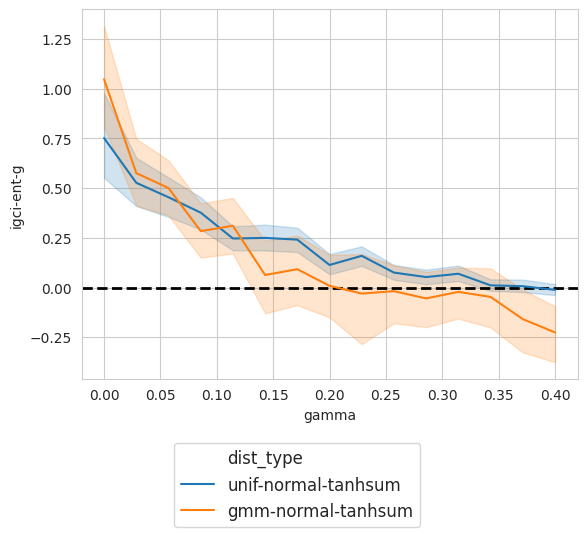 1.25
1.00
0.75
0.50
0.25
0.00
−0.25
igci-ent-g
0.00 0.05 0.10 0.15 0.20 0.25 0.30 0.35 0.40
gamma
dist_type
unif-normal-tanhsum
gmm-normal-tanhsum